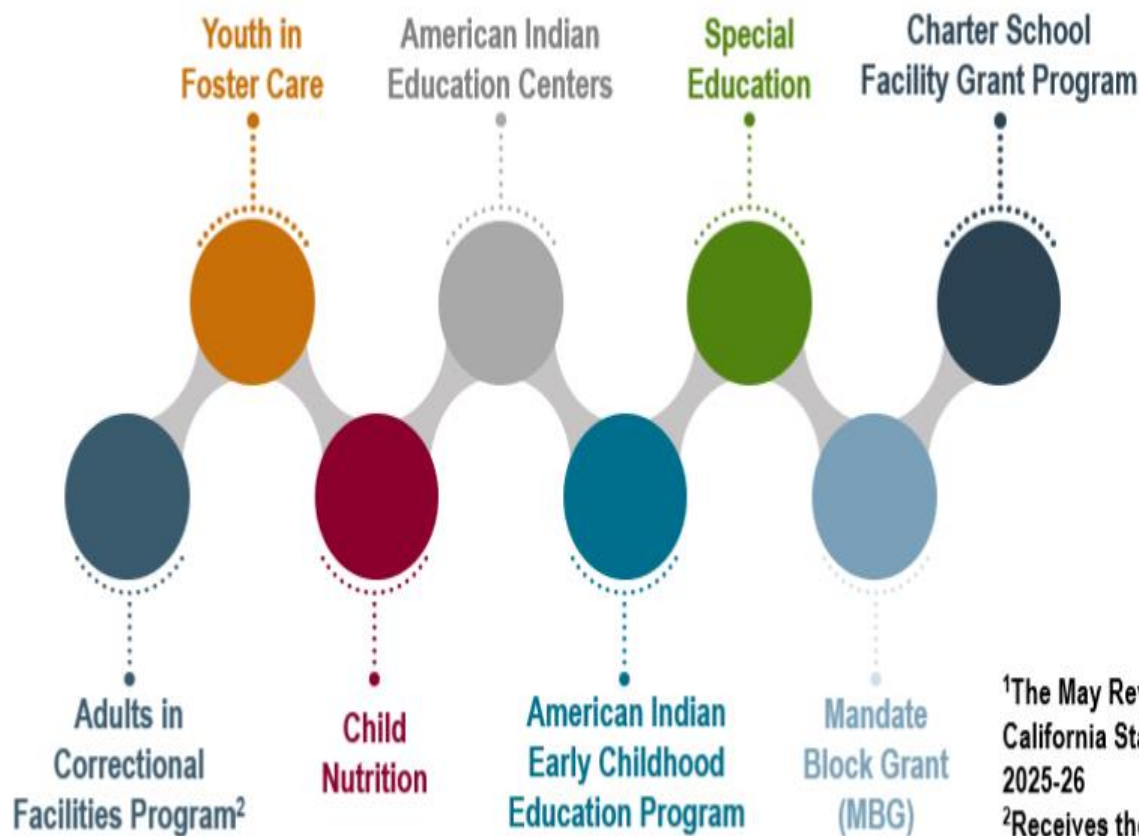 Youth in
Foster Care
American Indian
Education Centers
Special
Education
Charter School
Facility Grant Program
Adults in
Correctional
Facilities Program²
Child
Nutrition
American Indian
Early Childhood
Education Program
Mandate
Block Grant
(MBG)
¹The May Re
California Sta
2025-26
²Receives the